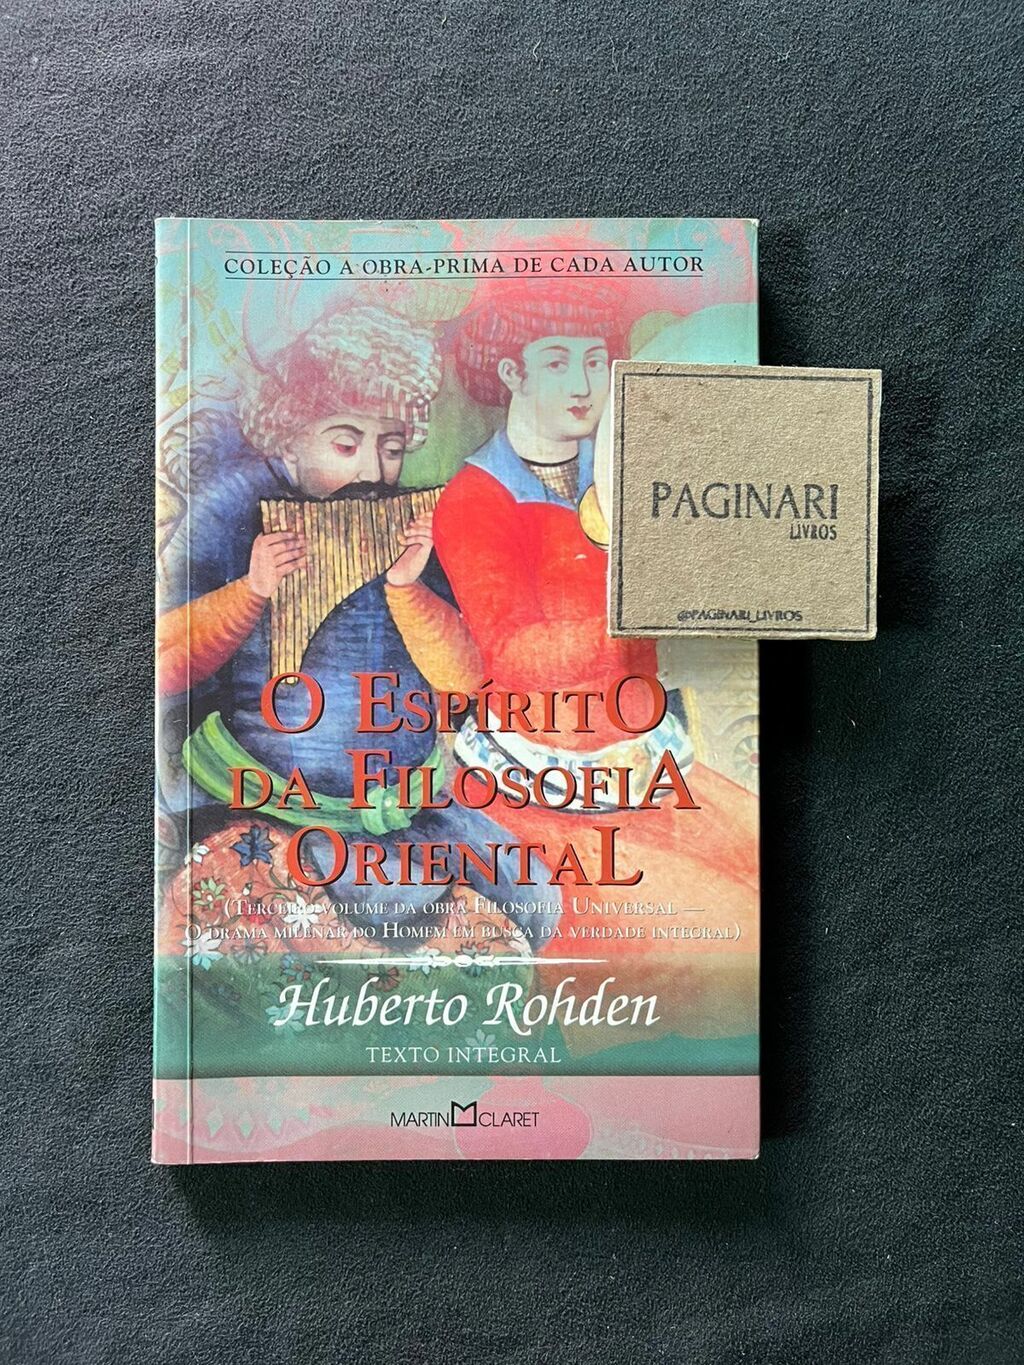 COLEÇÃO A OBRA-PRIMA DE CADA AUTOR
PAGINARI
LIVROS
@PAGINARI_LIVROS
O ESPÍRITO
DA FILOSOFIA
ORIENTAL
(TERCEIRO VOLUME DA OBRA FILOSOFIA UNIVERSAL —
O DRAMA MILENAR DO HOMEM EM BUSCA DA VERDADE INTEGRAL)
Huberto Rohden
TEXTO INTEGRAL
MARTIN CLARET